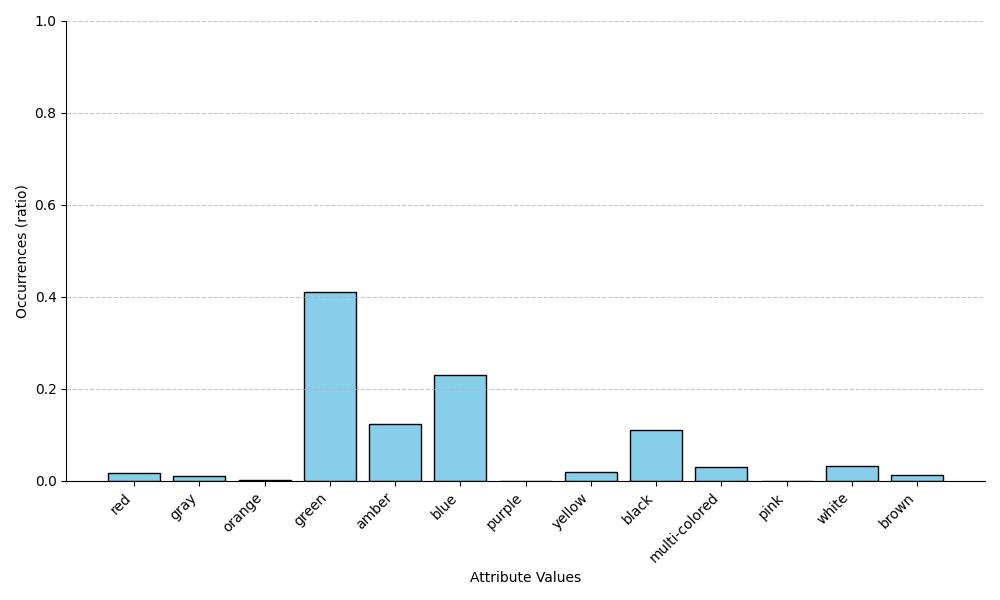 1.0
0.8
0.6
0.4
0.2
0.0
Occurrences (ratio)
red
gray
orange
green
amber
blue
purple
yellow
black
multi-colored
pink
white
brown
Attribute Values